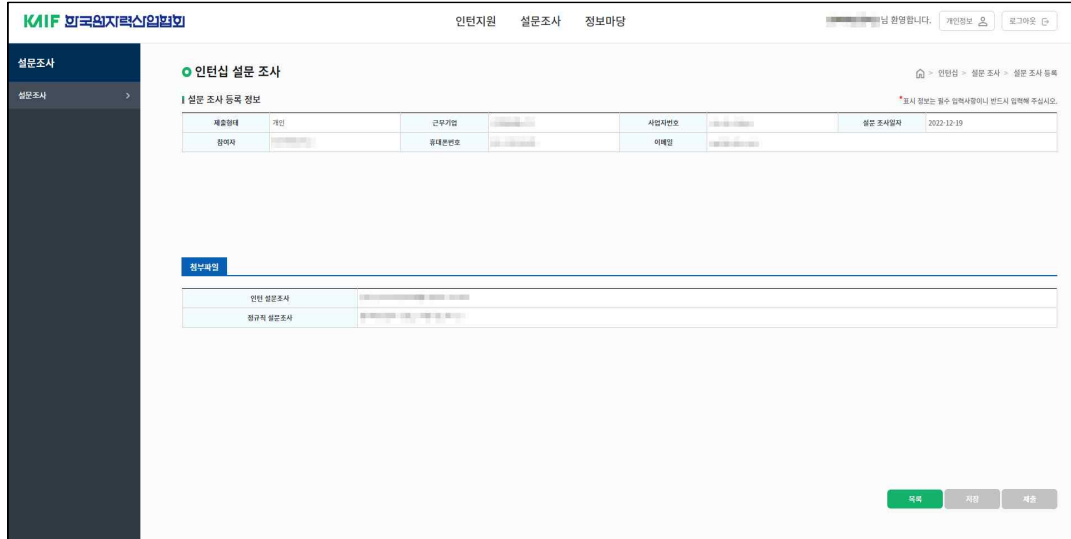 KAIF 한국원자력산업협회
인턴지원 설문조사 정보마당
님 환영합니다. 개인정보 로그아웃
설문조사
설문조사 >
인턴십 설문 조사
> 인턴십 > 설문 조사 > 설문 조사 등록
설문 조사 등록 정보
*표시 정보는 필수 입력사항이니 반드시 입력해 주십시오.
제출형태 개인 근무기업 사업자번호 설문 조사일자 2022-12-19
참여자 휴대폰번호 이메일
첨부파일
인턴 설문조사
정규직 설문조사
목록 저장 제출